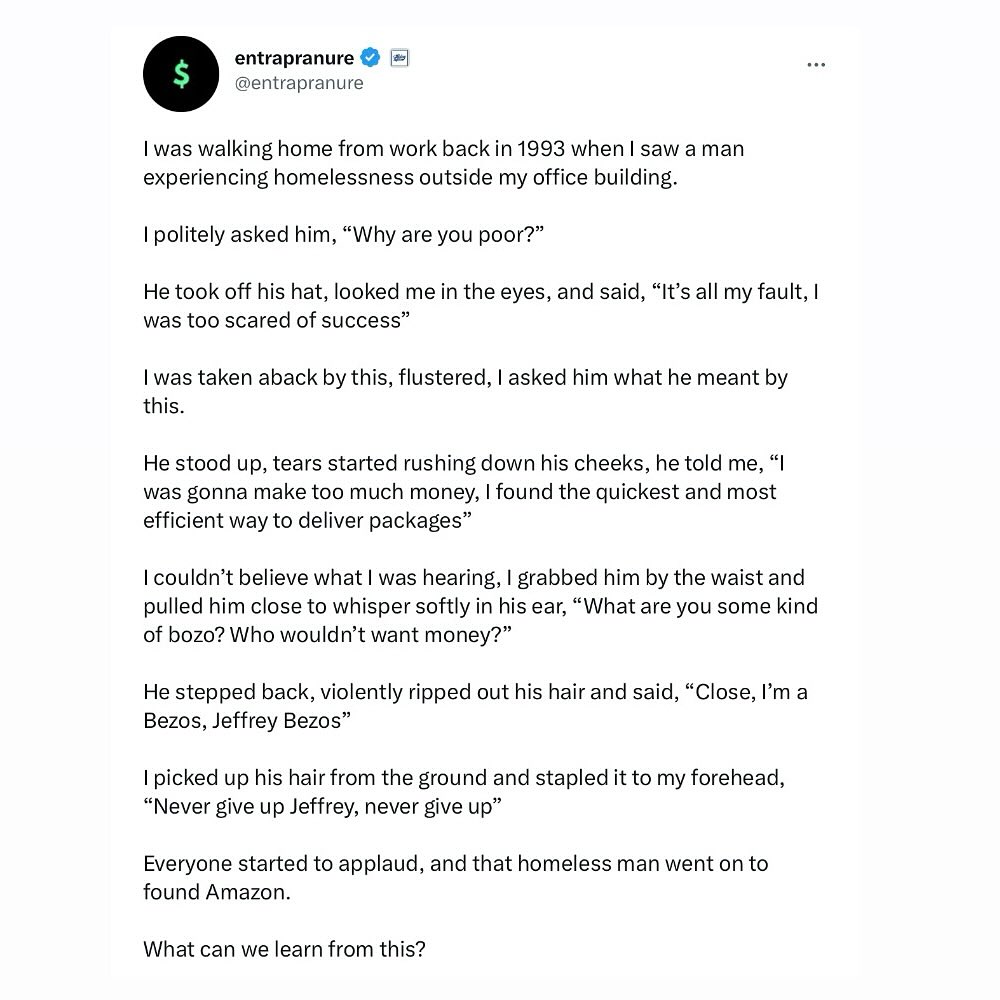 $
entrapranure
@entrapranure
I was walking home from work back in 1993 when I saw a man
experiencing homelessness outside my office building.
I politely asked him, “Why are you poor?”
He took off his hat, looked me in the eyes, and said, “It’s all my fault, I
was too scared of success”
I was taken aback by this, flustered, I asked him what he meant by
this.
He stood up, tears started rushing down his cheeks, he told me, “I
was gonna make too much money, I found the quickest and most
efficient way to deliver packages”
I couldn’t believe what I was hearing, I grabbed him by the waist and
pulled him close to whisper softly in his ear, “What are you some kind
of bozo? Who wouldn’t want money?”
He stepped back, violently ripped out his hair and said, “Close, I’m a
Bezos, Jeffrey Bezos”
I picked up his hair from the ground and stapled it to my forehead,
“Never give up Jeffrey, never give up”
Everyone started to applaud, and that homeless man went on to
found Amazon.
What can we learn from this?